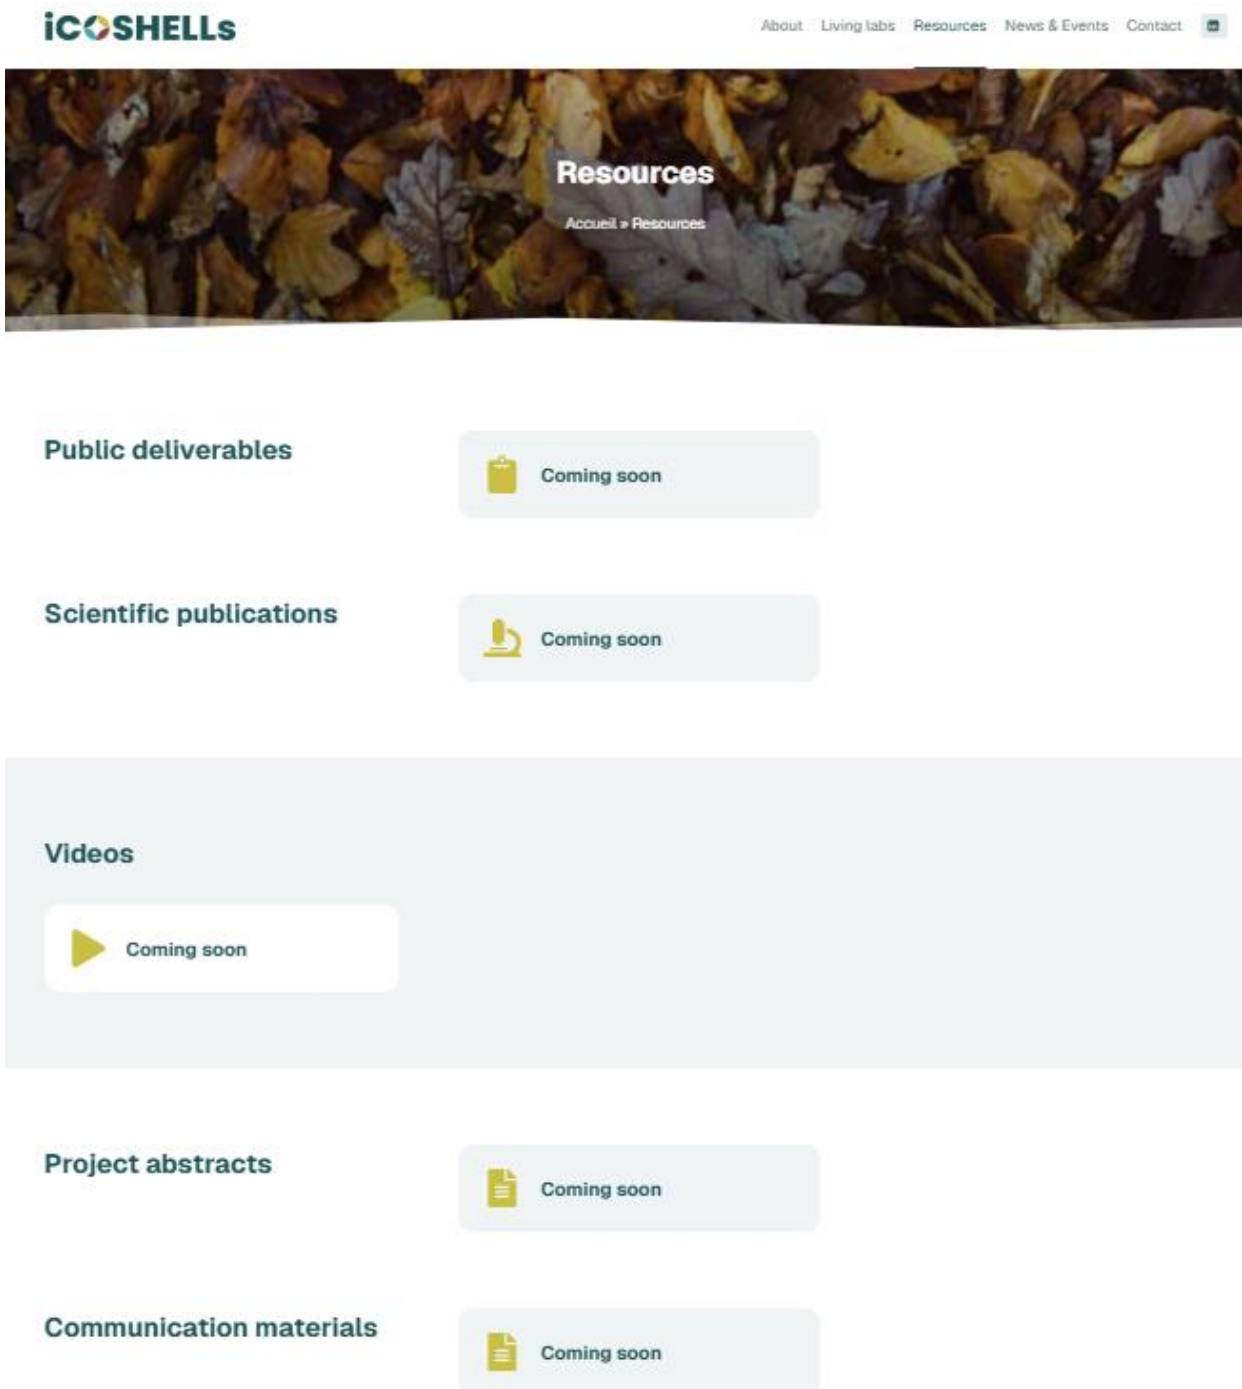 iCOSHELLs
About Living labs Resources News & Events Contact
Resources
Accueil » Resources
Public deliverables
Coming soon
Scientific publications
Coming soon
Videos
Coming soon
Project abstracts
Coming soon
Communication materials
Coming soon